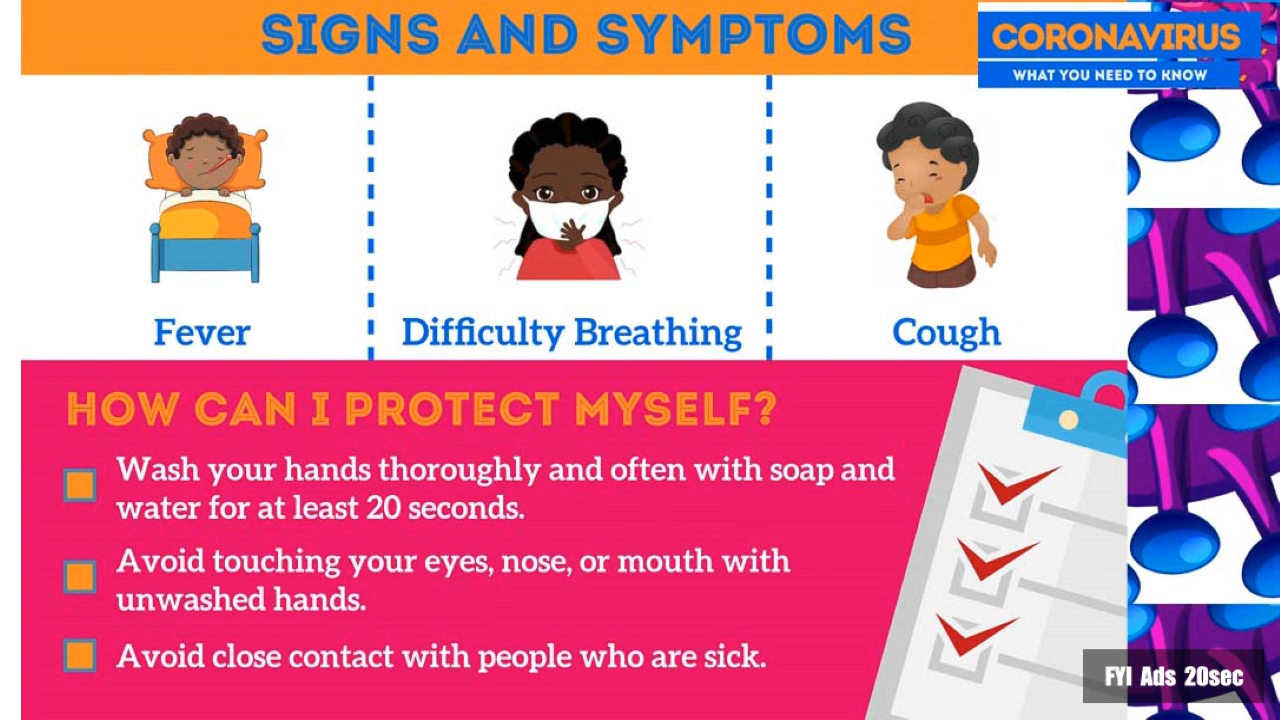 SIGNS AND SYMPTOMS
CORONAVIRUS
WHAT YOU NEED TO KNOW
Fever
Difficulty Breathing
Cough
HOW CAN I PROTECT MYSELF?
Wash your hands thoroughly and often with soap and
water for at least 20 seconds.
Avoid touching your eyes, nose, or mouth with
unwashed hands.
Avoid close contact with people who are sick.
FYI Ads 20sec